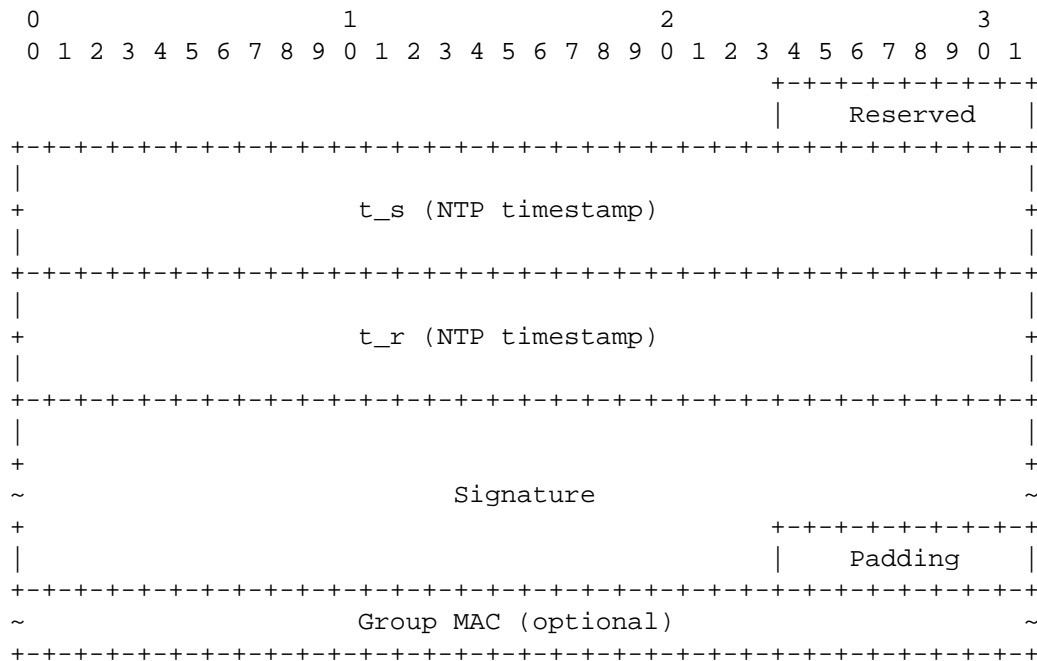 0                   1                   2                   3
 0 1 2 3 4 5 6 7 8 9 0 1 2 3 4 5 6 7 8 9 0 1 2 3 4 5 6 7 8 9 0 1
                                                +-+-+-+-+-+-+-+-+
                                                |    Reserved   |
+-+-+-+-+-+-+-+-+-+-+-+-+-+-+-+-+-+-+-+-+-+-+-+-+-+-+-+-+-+-+-+-+
|                                                               |
+                     t_s (NTP timestamp)                       +
|                                                               |
+-+-+-+-+-+-+-+-+-+-+-+-+-+-+-+-+-+-+-+-+-+-+-+-+-+-+-+-+-+-+-+-+
|                                                               |
+                     t_r (NTP timestamp)                       +
|                                                               |
+-+-+-+-+-+-+-+-+-+-+-+-+-+-+-+-+-+-+-+-+-+-+-+-+-+-+-+-+-+-+-+-+
|                                                               |
+                                                               +
~                           Signature                           ~
+                                               +-+-+-+-+-+-+-+-+
|                                               |    Padding    |
+-+-+-+-+-+-+-+-+-+-+-+-+-+-+-+-+-+-+-+-+-+-+-+-+-+-+-+-+-+-+-+-+
~                     Group MAC (optional)                      ~
+-+-+-+-+-+-+-+-+-+-+-+-+-+-+-+-+-+-+-+-+-+-+-+-+-+-+-+-+-+-+-+-+